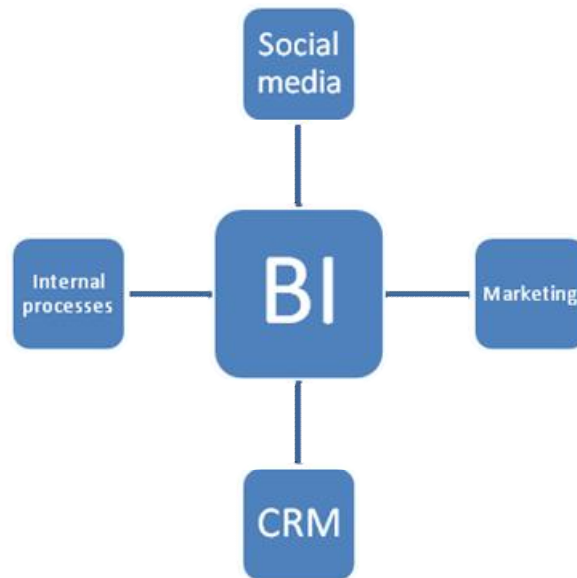 Social
media
Internal
processes
BI
Marketing
CRM